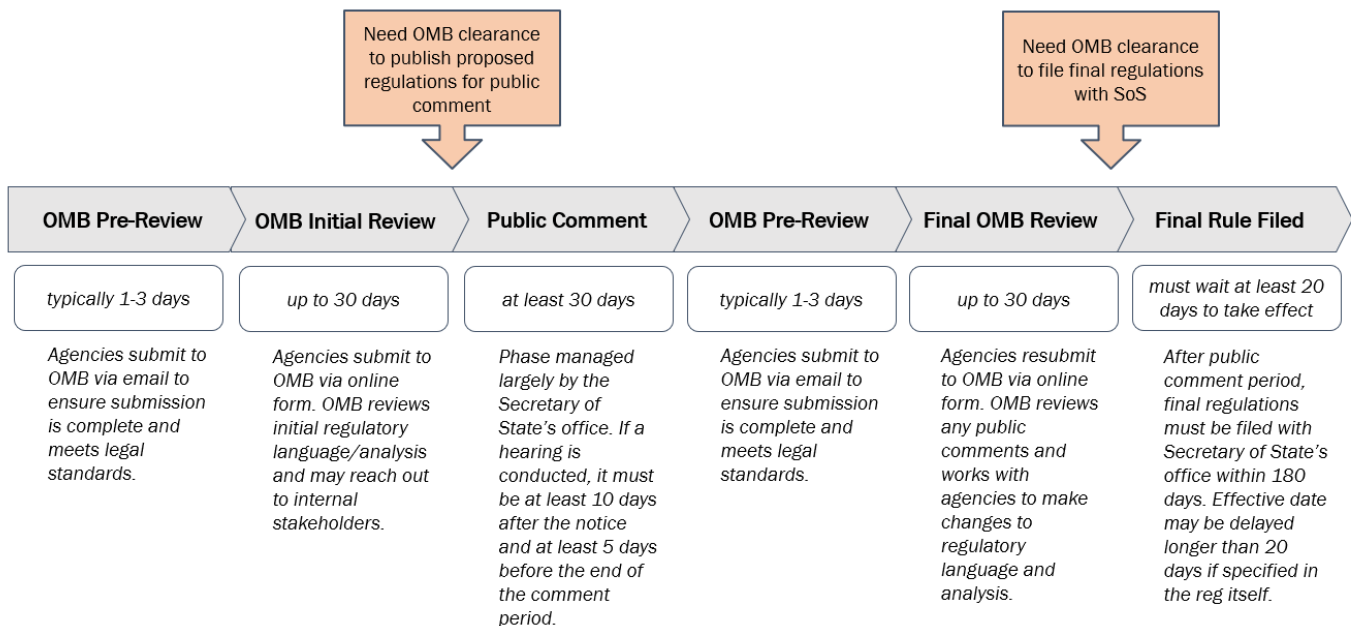 Need OMB clearance
to publish proposed
regulations for public
comment
Need OMB clearance
to file final regulations
with SoS
OMB Pre-Review
OMB Initial Review
Public Comment
OMB Pre-Review
Final OMB Review
Final Rule Filed
typically 1-3 days
up to 30 days
at least 30 days
typically 1-3 days
up to 30 days
must wait at least 20
days to take effect
Agencies submit to
OMB via email to
ensure submission
is complete and
meets legal
standards.
Agencies submit to
OMB via online
form. OMB reviews
initial regulatory
language/analysis
and may reach out
to internal
stakeholders.
Phase managed
largely by the
Secretary of
State's office. If a
hearing is
conducted, it must
be at least 10 days
after the notice
and at least 5 days
before the end of
the comment
period.
Agencies submit to
OMB via email to
ensure submission
is complete and
meets legal
standards.
Agencies resubmit
to OMB via online
form. OMB reviews
any public
comments and
works with
agencies to make
changes to
regulatory
language and
analysis.
After public
comment period,
final regulations
must be filed with
Secretary of State's
office within 180
days. Effective date
may be delayed
longer than 20
days if specified in
the reg itself.